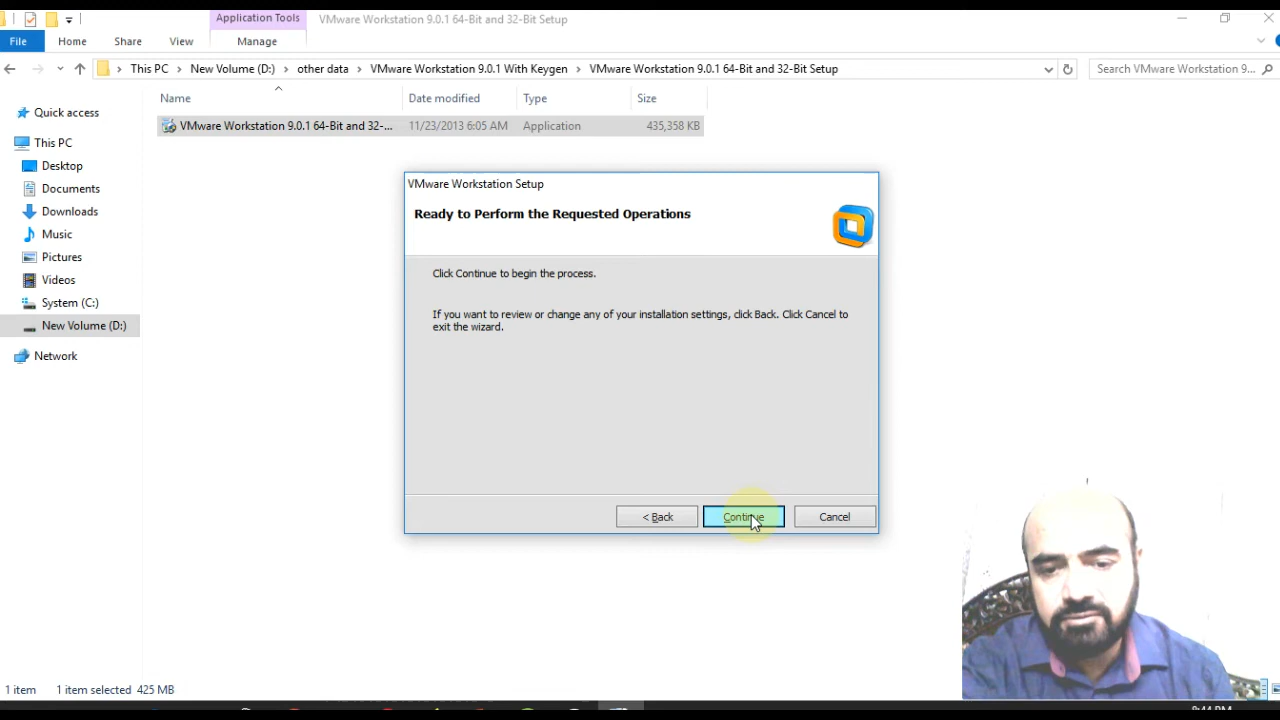 Application Tools
VMware Workstation 9.0.1 64-Bit and 32-Bit Setup
File
Home
Share
View
Manage
This PC
New Volume (D:)
other data
VMware Workstation 9.0.1 With Keygen
VMware Workstation 9.0.1 64-Bit and 32-Bit Setup
Search VMware Workstation 9...
Name
Date modified
Type
Size
VMware Workstation 9.0.1 64-Bit and 32-...
11/23/2013 6:05 AM
Application
435,358 KB
Quick access
This PC
Desktop
Documents
Downloads
Music
Pictures
Videos
System (C:)
New Volume (D:)
Network
VMware Workstation Setup
Ready to Perform the Requested Operations
Click Continue to begin the process.
If you want to review or change any of your installation settings, click Back. Click Cancel to
exit the wizard.
< Back
Continue
Cancel
1 item
1 item selected 425 MB